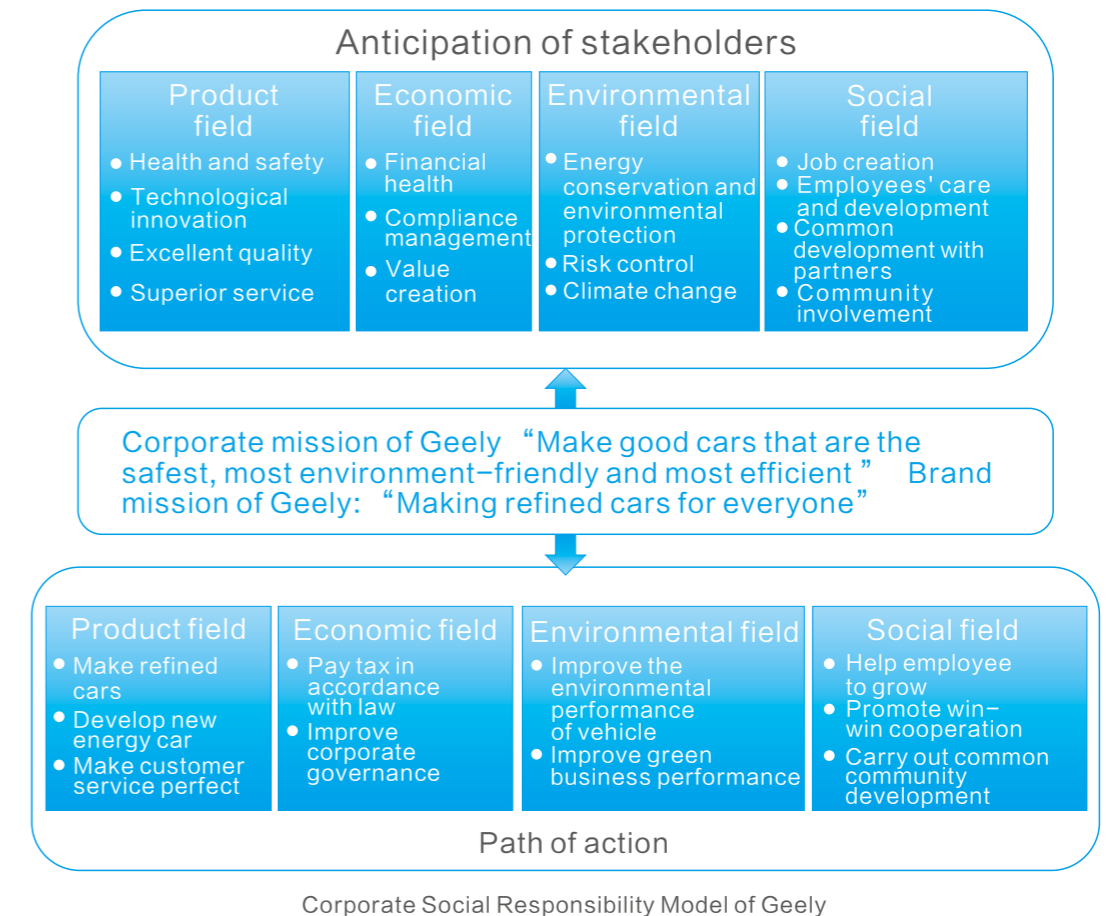 Anticipation of stakeholders
Product
field
● Health and safety
● Technological
innovation
● Excellent quality
● Superior service
Economic
field
● Financial
health
● Compliance
management
● Value
creation
Environmental
field
● Energy
conservation and
environmental
protection
● Risk control
● Climate change
Social
field
● Job creation
● Employees' care
and development
● Common
development with
partners
● Community
involvement
Corporate mission of Geely “Make good cars that are the
safest, most environment–friendly and most efficient ” Brand
mission of Geely: “Making refined cars for everyone”
Product field
● Make refined
cars
● Develop new
energy car
● Make customer
service perfect
Economic field
● Pay tax in
accordance
with law
● Improve
corporate
governance
Environmental field
● Improve the
environmental
performance
of vehicle
● Improve green
business performance
Social field
● Help employee
to grow
● Promote win–
win cooperation
● Carry out common
community
development
Path of action
Corporate Social Responsibility Model of Geely